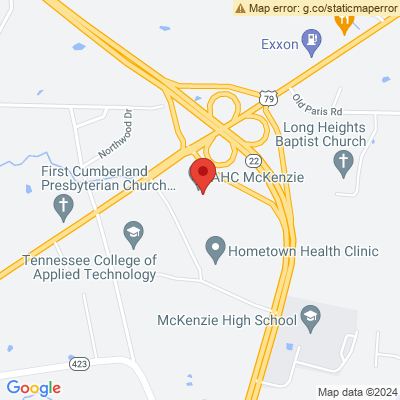 Map error: g.co/staticmaperror
Exxon
79
Old Paris Rd
Northwood Dr
Long Heights
Baptist Church
22
First Cumberland
Presbyterian Church...
AHC McKenzie
Tennessee College of
Applied Technology
Hometown Health Clinic
McKenzie High School
423
Google
Map data ©2024